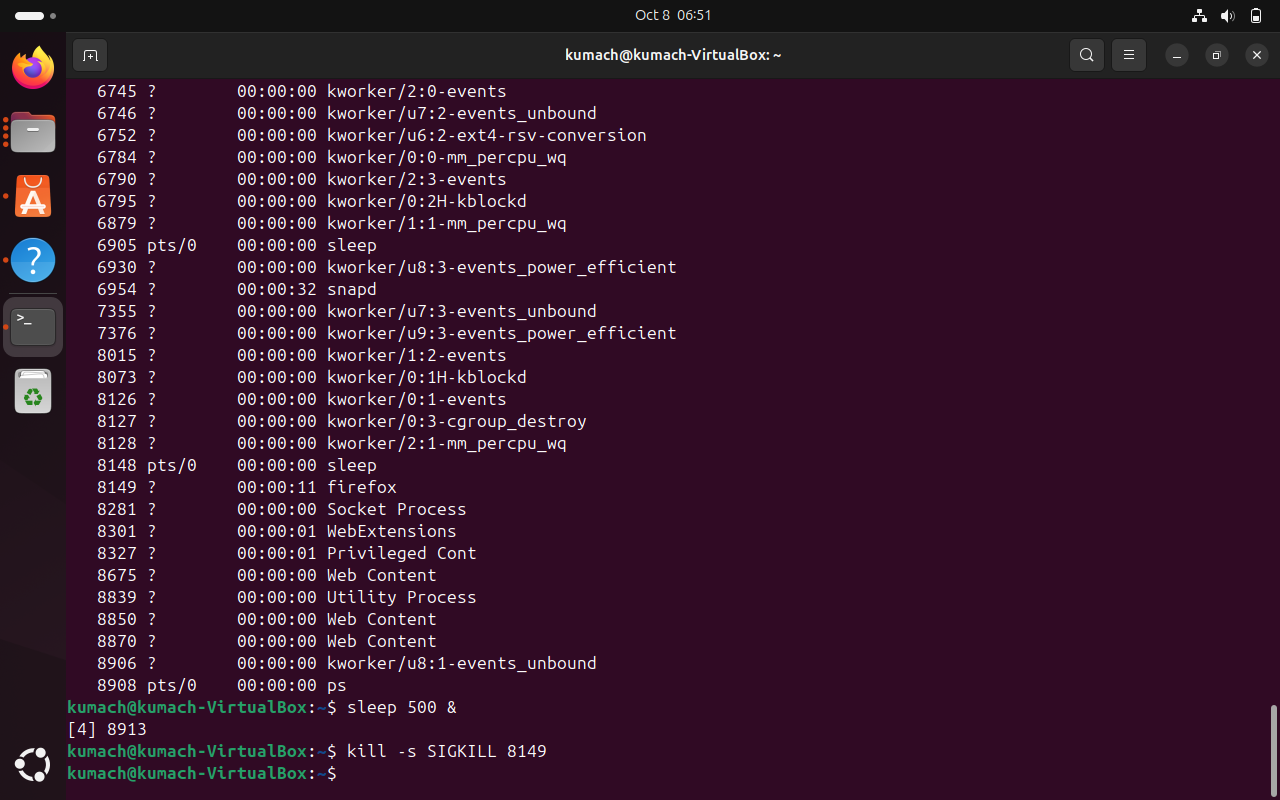 Oct 8 06:51
kumach@kumach-VirtualBox: ~
6745 ? 00:00:00 kworker/2:0-events
6746 ? 00:00:00 kworker/u7:2-events_unbound
6752 ? 00:00:00 kworker/u6:2-ext4-rsv-conversion
6784 ? 00:00:00 kworker/0:0-mm_percpu_wq
6790 ? 00:00:00 kworker/2:3-events
6795 ? 00:00:00 kworker/0:2H-kblockd
6879 ? 00:00:00 kworker/1:1-mm_percpu_wq
6905 pts/0 00:00:00 sleep
6930 ? 00:00:00 kworker/u8:3-events_power_efficient
6954 ? 00:00:32 snapd
7355 ? 00:00:00 kworker/u7:3-events_unbound
7376 ? 00:00:00 kworker/u9:3-events_power_efficient
8015 ? 00:00:00 kworker/1:2-events
8073 ? 00:00:00 kworker/0:1H-kblockd
8126 ? 00:00:00 kworker/0:1-events
8127 ? 00:00:00 kworker/0:3-cgroup_destroy
8128 ? 00:00:00 kworker/2:1-mm_percpu_wq
8148 pts/0 00:00:00 sleep
8149 ? 00:00:11 firefox
8281 ? 00:00:00 Socket Process
8301 ? 00:00:01 WebExtensions
8327 ? 00:00:01 Privileged Cont
8675 ? 00:00:00 Web Content
8839 ? 00:00:00 Utility Process
8850 ? 00:00:00 Web Content
8870 ? 00:00:00 Web Content
8906 ? 00:00:00 kworker/u8:1-events_unbound
8908 pts/0 00:00:00 ps
kumach@kumach-VirtualBox:~$ sleep 500 &
[4] 8913
kumach@kumach-VirtualBox:~$ kill -s SIGKILL 8149
kumach@kumach-VirtualBox:~$